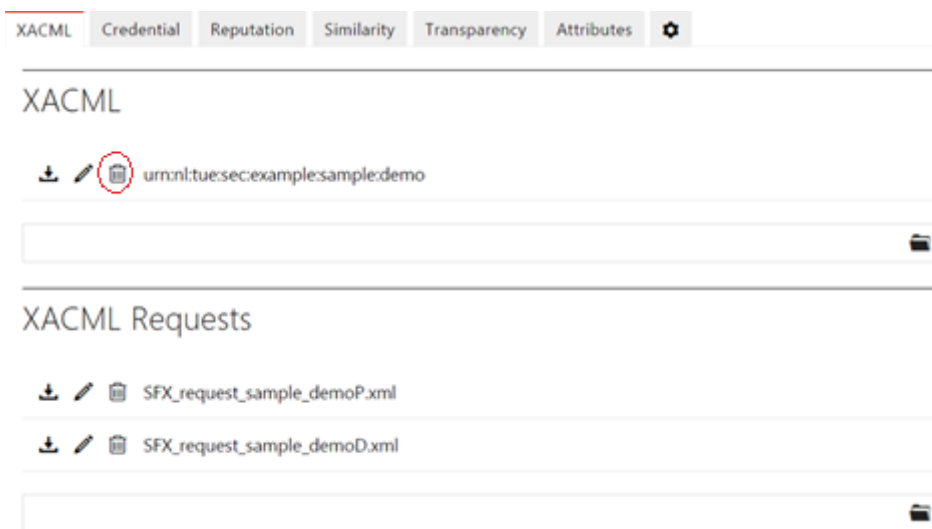 XACML Credential Reputation Similarity Transparency Attributes
XACML
urn:nl:tue:sec:example:sample:demo
XACML Requests
SFX_request_sample_demoP.xml
SFX_request_sample_demoD.xml